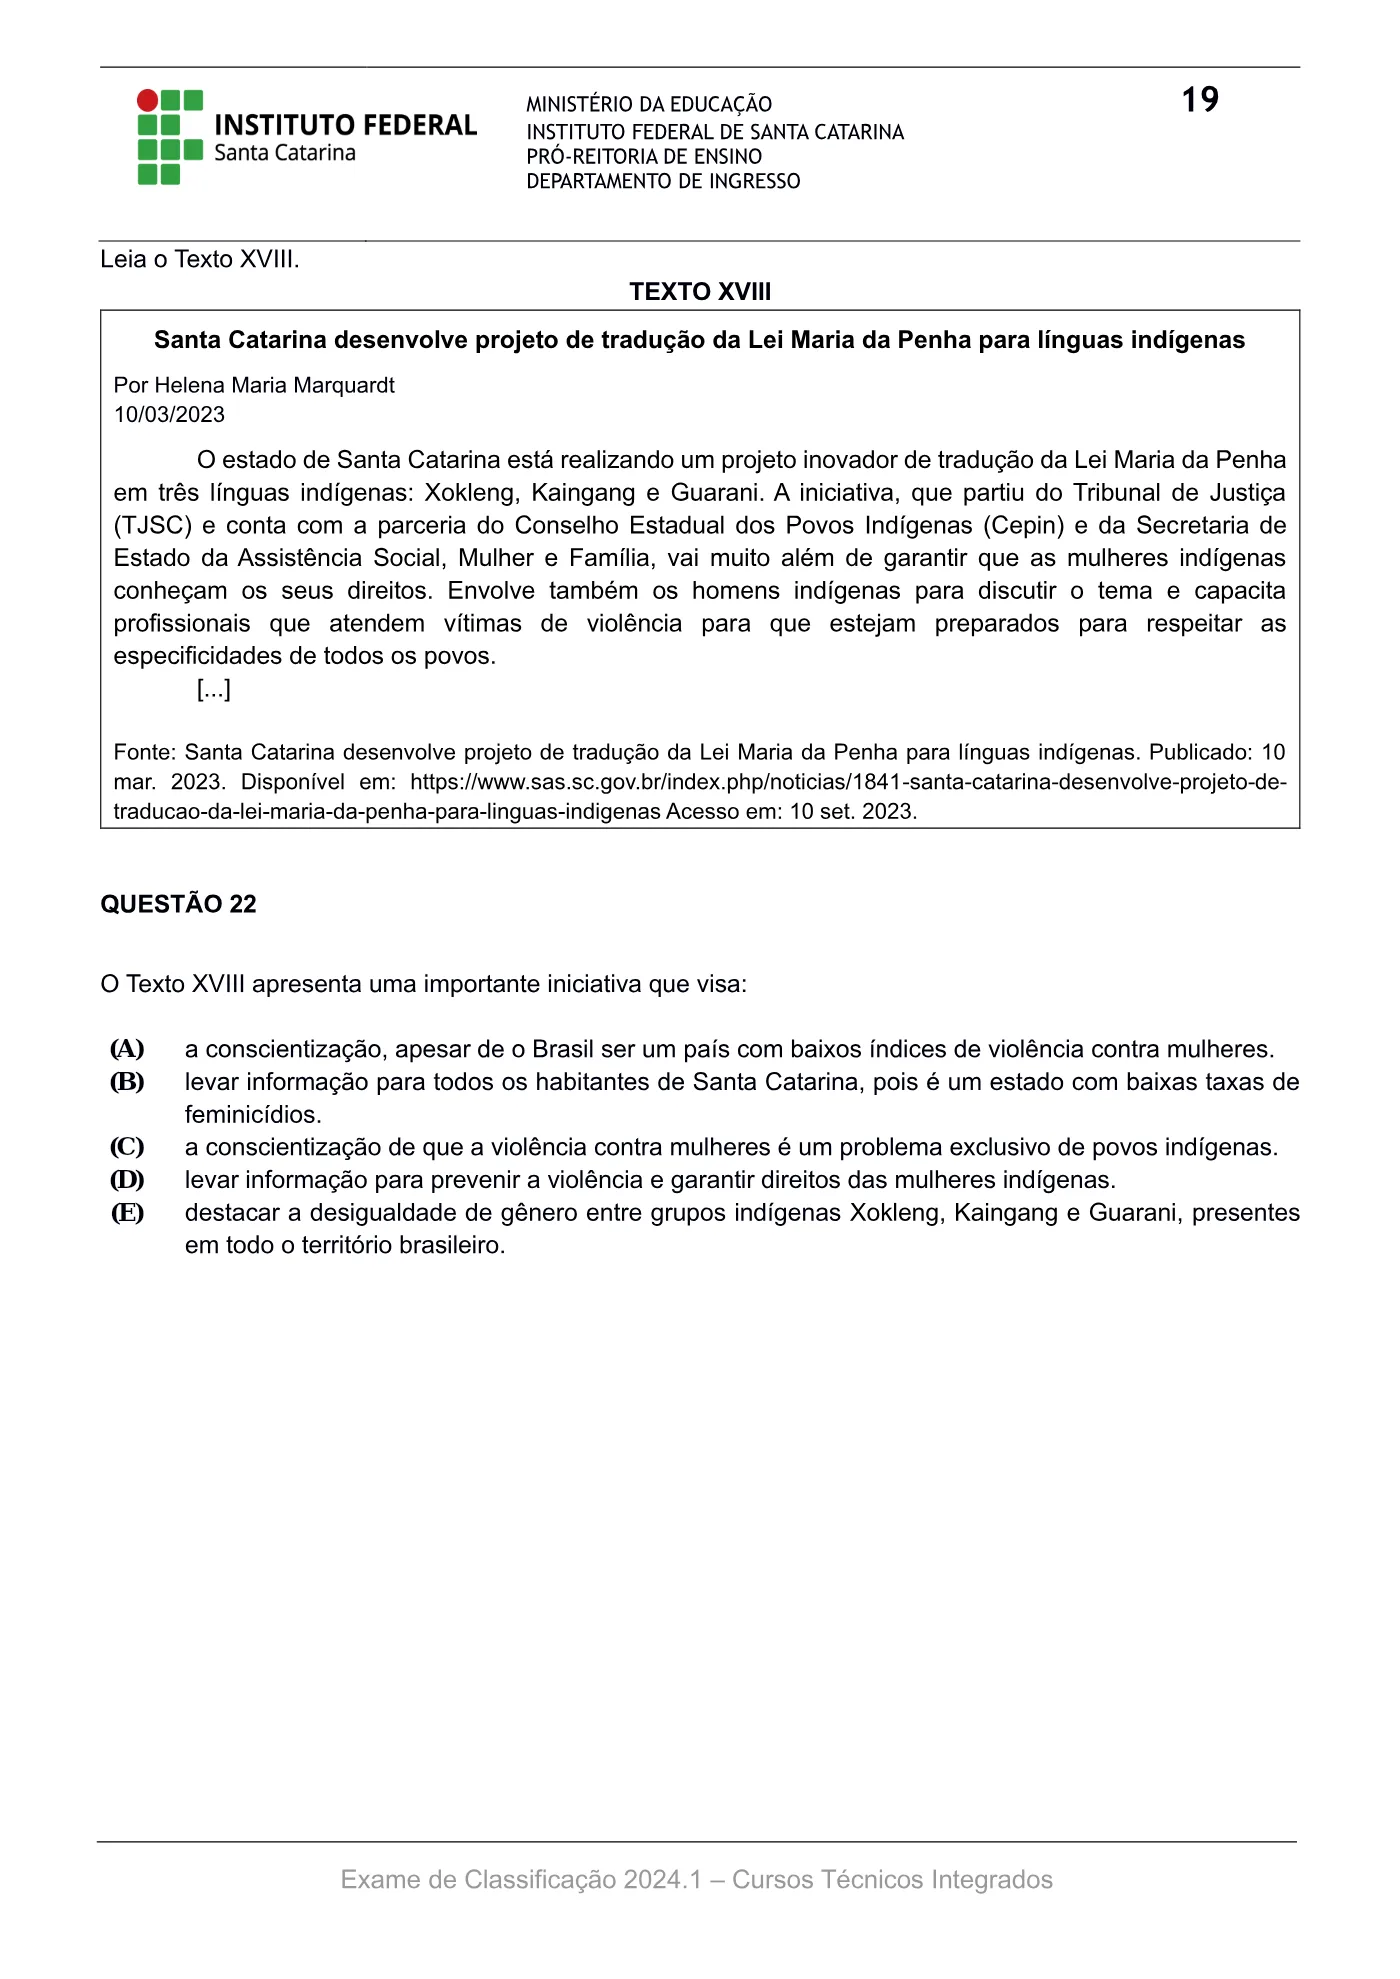 INSTITUTO FEDERAL
Santa Catarina
MINISTÉRIO DA EDUCAÇÃO
INSTITUTO FEDERAL DE SANTA CATARINA
PRÓ-REITORIA DE ENSINO
DEPARTAMENTO DE INGRESSO
19
Leia o Texto XVIII.
TEXTO XVIII
Santa Catarina desenvolve projeto de tradução da Lei Maria da Penha para línguas indígenas
Por Helena Maria Marquardt
10/03/2023
O estado de Santa Catarina está realizando um projeto inovador de tradução da Lei Maria da Penha
em três línguas indígenas: Xokleng, Kaingang e Guarani. A iniciativa, que partiu do Tribunal de Justiça
(TJSC) e conta com a parceria do Conselho Estadual dos Povos Indígenas (Cepin) e da Secretaria de
Estado da Assistência Social, Mulher e Família, vai muito além de garantir que as mulheres indígenas
conheçam os seus direitos. Envolve também os homens indígenas para discutir o tema e capacita
profissionais que atendem vítimas de violência para que estejam preparados para respeitar as
especificidades de todos os povos.
[...]
Fonte: Santa Catarina desenvolve projeto de tradução da Lei Maria da Penha para línguas indígenas. Publicado: 10
mar. 2023. Disponível em: https://www.sas.sc.gov.br/index.php/noticias/1841-santa-catarina-desenvolve-projeto-de-
traducao-da-lei-maria-da-penha-para-linguas-indigenas Acesso em: 10 set. 2023.
QUESTÃO 22
O Texto XVIII apresenta uma importante iniciativa que visa:
(A) a conscientização, apesar de o Brasil ser um país com baixos índices de violência contra mulheres.
(B) levar informação para todos os habitantes de Santa Catarina, pois é um estado com baixas taxas de
feminicídios.
(C) a conscientização de que a violência contra mulheres é um problema exclusivo de povos indígenas.
(D) levar informação para prevenir a violência e garantir direitos das mulheres indígenas.
(E) destacar a desigualdade de gênero entre grupos indígenas Xokleng, Kaingang e Guarani, presentes
em todo o território brasileiro.
Exame de Classificação 2024.1 – Cursos Técnicos Integrados